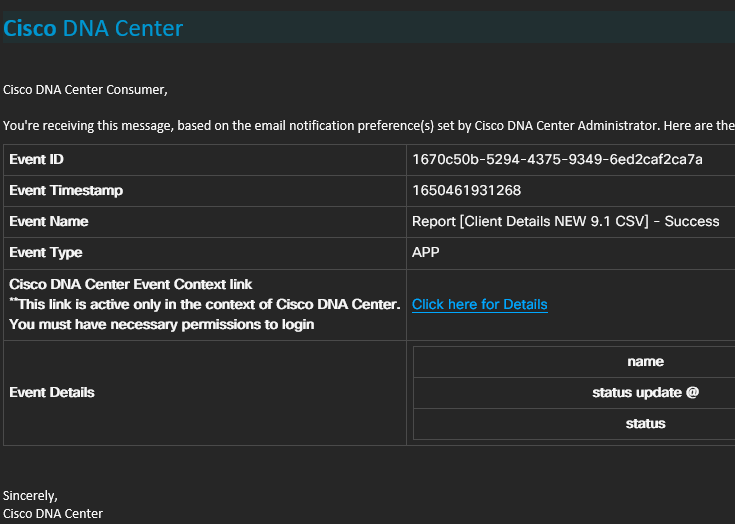 Cisco DNA Center
Cisco DNA Center Consumer,
You're receiving this message, based on the email notification preference(s) set by Cisco DNA Center Administrator. Here are the
Event ID 1670c50b-5294-4375-9349-6ed2caf2ca7a
Event Timestamp 1650461931268
Event Name Report [Client Details NEW 9.1 CSV] - Success
Event Type APP
Cisco DNA Center Event Context link
**This link is active only in the context of Cisco DNA Center.
You must have necessary permissions to login
Click here for Details
Event Details
name
status update @
status
Sincerely,
Cisco DNA Center